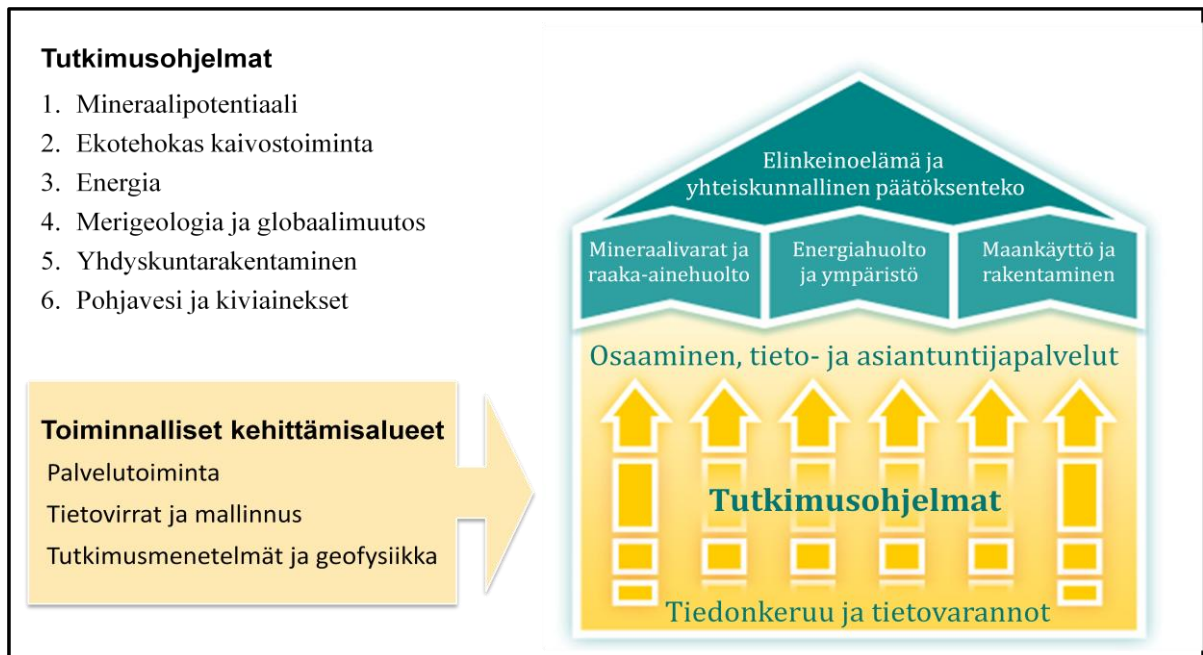 Tutkimusohjelmat
1. Mineraalipotentiaali
2. Ekotehokas kaivostoiminta
3. Energia
4. Merigeologia ja globaalimuutos
5. Yhdyskuntarakentaminen
6. Pohjavesi ja kiviainekset
Toiminnalliset kehittämisalueet
Palvelutoiminta
Tietovirrat ja mallinnus
Tutkimusmenetelmät ja geofysiikka
Elinkeinoelämä ja
yhteiskunnallinen päätöksenteko
Mineraalivarat ja
raaka-ainehuolto
Energiahuolto
ja ympäristö
Maankäyttö ja
rakentaminen
Osaaminen, tieto- ja asiantuntijapalvelut
Tutkimusohjelmat
Tiedonkeruu ja tietovarannot